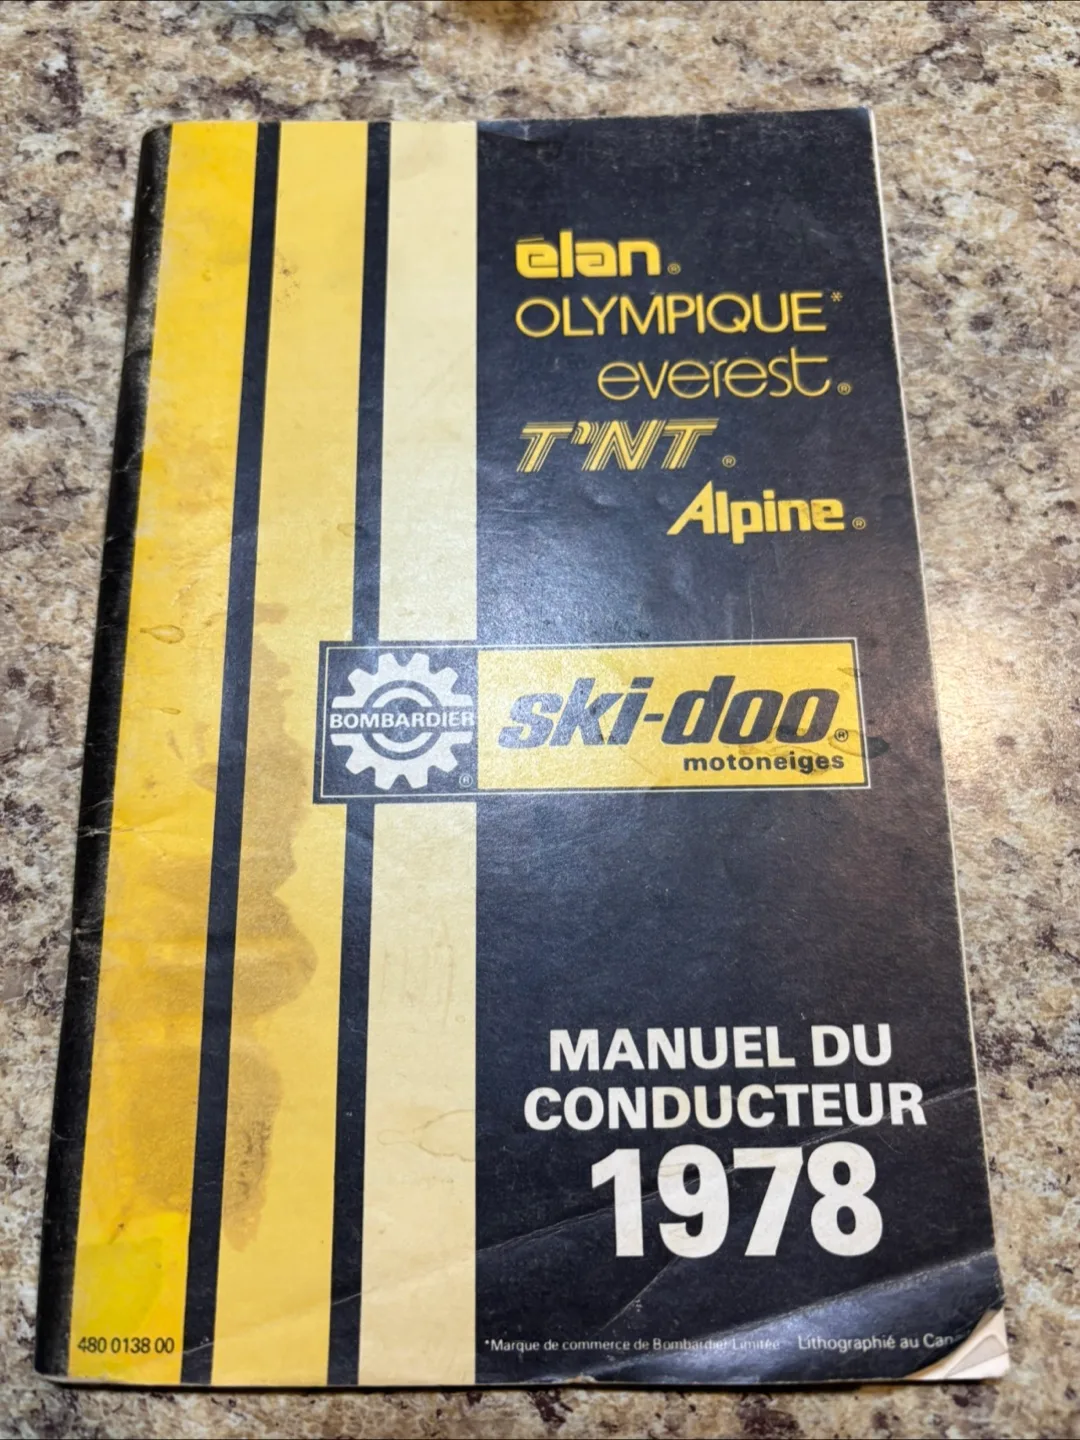 élan®
OLYMPIQUE*
everest®
T'NT®
Alpine®
BOMBARDIER®
ski-doo®
motoneiges
MANUEL DU
CONDUCTEUR
1978
480 0138 00
*Marque de commerce de Bombardier Limitée
Lithographié au